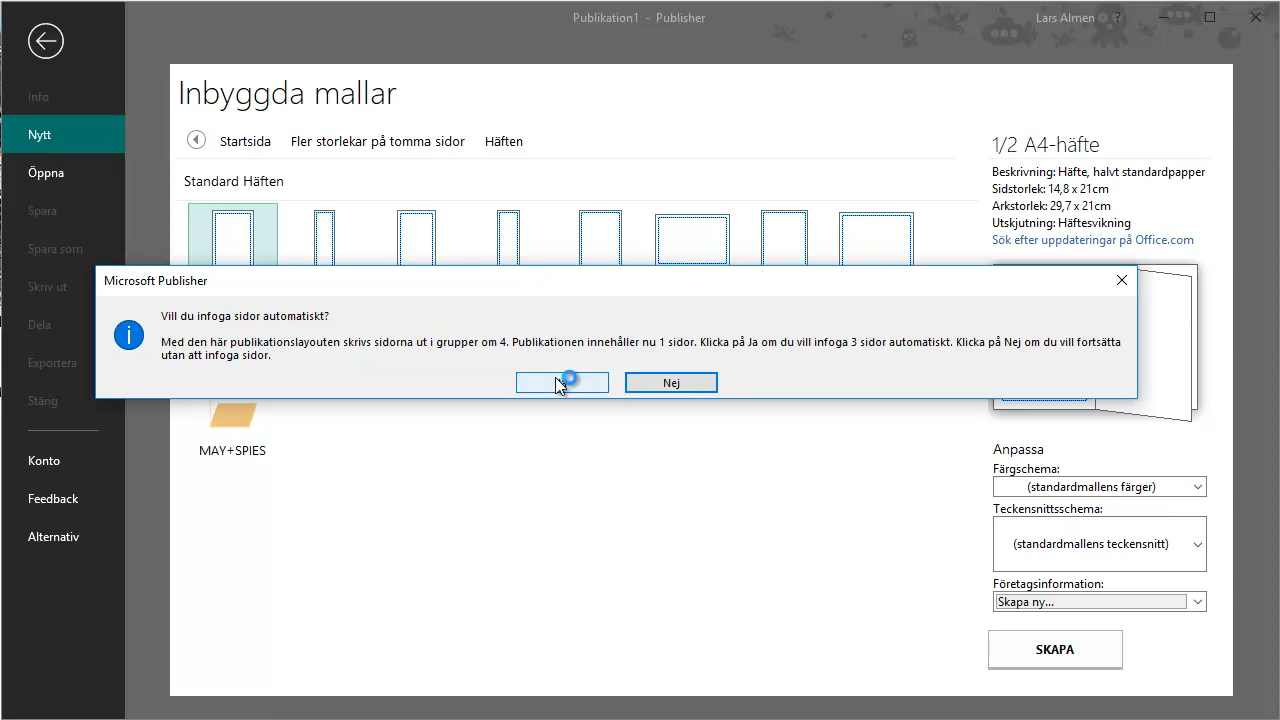 Publikation1 - Publisher
Lars Almen
?
Info
Nytt
Öppna
Spara
Spara som
Skriv ut
Dela
Exportera
Stäng
Konto
Feedback
Alternativ
Inbyggda mallar
Startsida Fler storlekar på tomma sidor Häften
Standard Häften
MAY+SPIES
1/2 A4-häfte
Beskrivning: Häfte, halvt standardpapper
Sidstorlek: 14,8 x 21cm
Arkstorlek: 29,7 x 21cm
Utskjutning: Häftesvikning
Sök efter uppdateringar på Office.com
Microsoft Publisher
Vill du infoga sidor automatiskt?
Med den här publikationslayouten skrivs sidorna ut i grupper om 4. Publikationen innehåller nu 1 sidor. Klicka på Ja om du vill infoga 3 sidor automatiskt. Klicka på Nej om du vill fortsätta
utan att infoga sidor.
Nej
Anpassa
Färgschema:
(standardmallens färger)
Teckensnittsschema:
(standardmallens teckensnitt)
Företagsinformation:
Skapa ny...
SKAPA